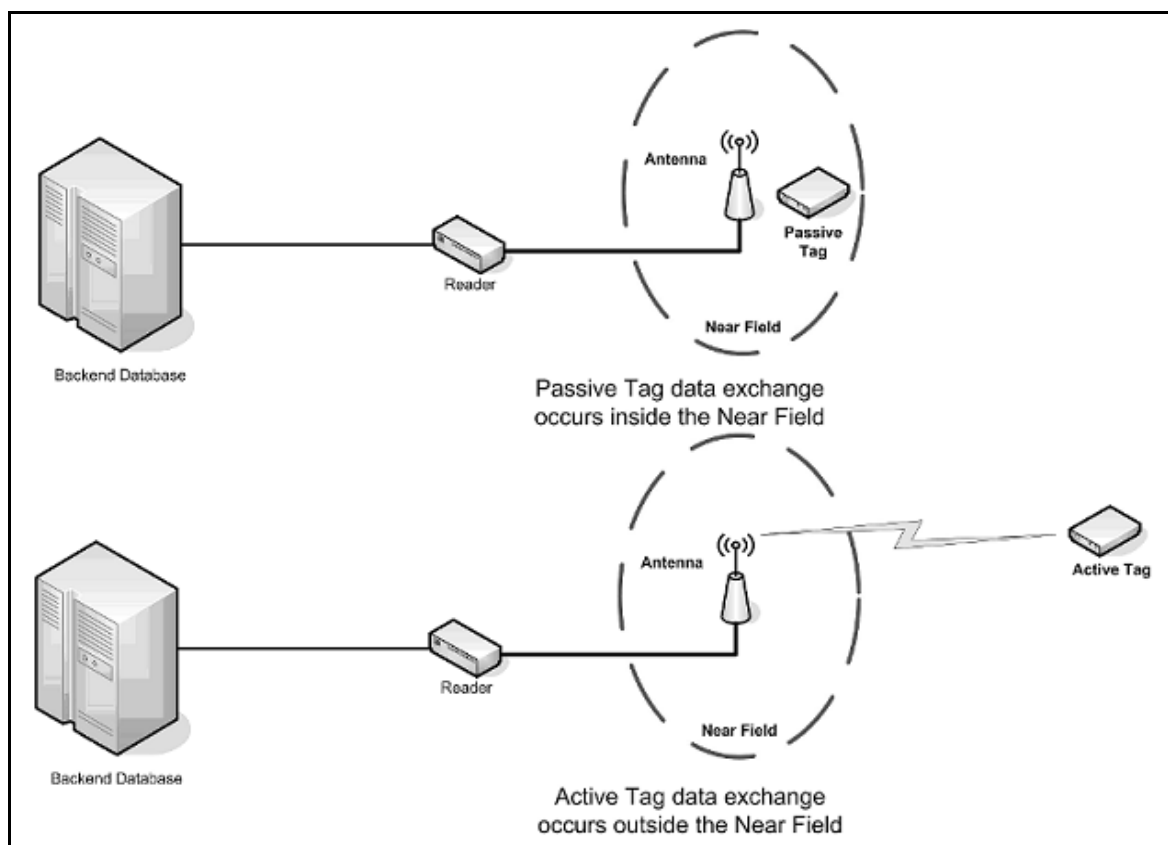 Antenna
Passive
Tag
Reader
Near Field
Backend Database
Passive Tag data exchange
occurs inside the Near Field
Antenna
Active Tag
Reader
Near Field
Backend Database
Active Tag data exchange
occurs outside the Near Field